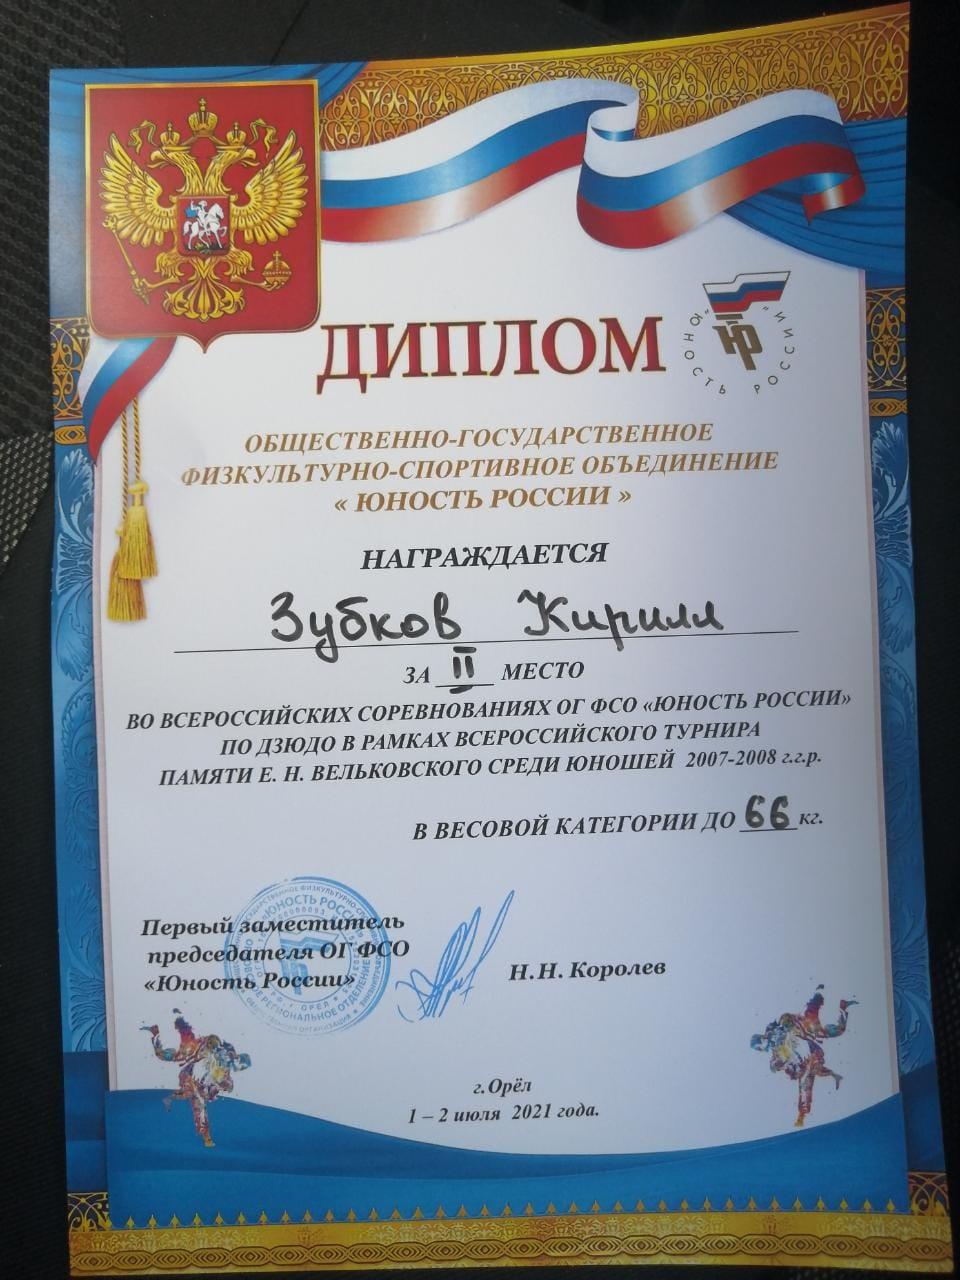 ДИПЛОМ
"ЮНОСТЬ РОССИИ"
ЮР
ОБЩЕСТВЕННО-ГОСУДАРСТВЕННОЕ
ФИЗКУЛЬТУРНО-СПОРТИВНОЕ ОБЪЕДИНЕНИЕ
« ЮНОСТЬ РОССИИ »
НАГРАЖДАЕТСЯ
Зубков Кирилл
ЗА II МЕСТО
ВО ВСЕРОССИЙСКИХ СОРЕВНОВАНИЯХ ОГ ФСО «ЮНОСТЬ РОССИИ»
ПО ДЗЮДО В РАМКАХ ВСЕРОССИЙСКОГО ТУРНИРА
ПАМЯТИ Е. Н. ВЕЛЬКОВСКОГО СРЕДИ ЮНОШЕЙ 2007-2008 г.г.р.
В ВЕСОВОЙ КАТЕГОРИИ ДО 66 кг.
Первый заместитель
председателя ОГ ФСО
«Юность России»
Н.Н. Королев
г.Орёл
1 – 2 июля 2021 года.